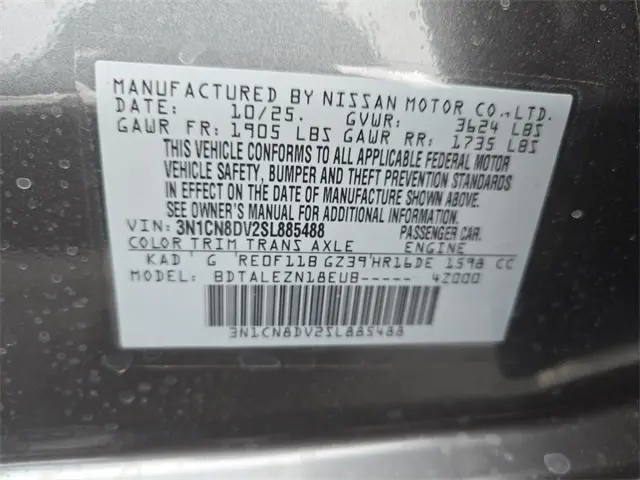 MANUFACTURED BY NISSAN MOTOR CO., LTD.
DATE: 10/25. GVWR: 3624 LBS
GAWR FR: 1905 LBS GAWR RR: 1735 LBS
THIS VEHICLE CONFORMS TO ALL APPLICABLE FEDERAL MOTOR
VEHICLE SAFETY, BUMPER AND THEFT PREVENTION STANDARDS
IN EFFECT ON THE DATE OF MANUFACTURE SHOWN ABOVE.
SEE OWNER'S MANUAL FOR ADDITIONAL INFORMATION.
VIN: 3N1CN8DV2SL885488 PASSENGER CAR.
COLOR TRIM TRANS AXLE ENGINE
KAD G RE0F11B GZ39 HR16DE 1598 CC
MODEL: BDTALEZN18EUB----- 4Z000
3N1CN8DV2SL885488